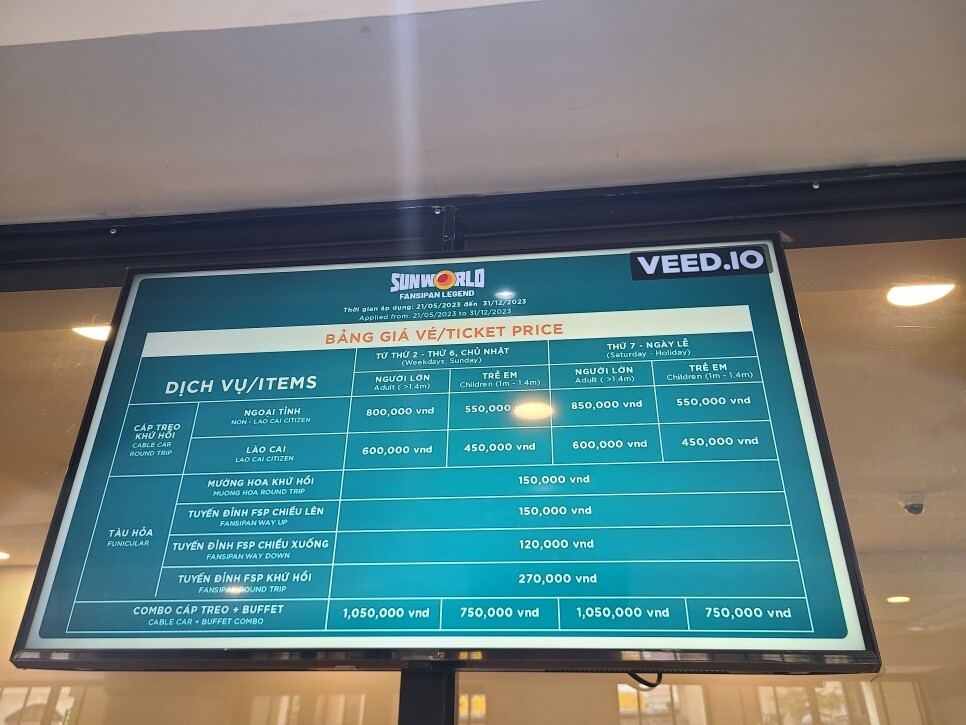 VEED.IO
SUNWORLD
FANSIPAN LEGEND
Thời gian áp dụng: 21/05/2023 đến 31/12/2023
Applied from: 21/05/2023 to 31/12/2023
BẢNG GIÁ VÉ/TICKET PRICE
DỊCH VỤ/ITEMS
TỪ THỨ 2 - THỨ 6, CHỦ NHẬT
(Weekdays, Sunday)
THỨ 7 - NGÀY LỄ
(Saturday - Holiday)
NGƯỜI LỚN
Adult ( >1.4m)
TRẺ EM
Children (1m - 1.4m)
NGƯỜI LỚN
Adult ( >1.4m)
TRẺ EM
Children (1m - 1.4m)
CÁP TREO
KHỨ HỒI
CABLE CAR
ROUND TRIP
NGOẠI TỈNH
NON - LAO CAI CITIZEN
800,000 vnd
550,000
850,000 vnd
550,000 vnd
LÀO CAI
LAO CAI CITIZEN
600,000 vnd
450,000 vnd
600,000 vnd
450,000 vnd
TÀU HỎA
FUNICULAR
MƯỜNG HOA KHỨ HỒI
MUONG HOA ROUND TRIP
150,000 vnd
TUYẾN ĐỈNH FSP CHIỀU LÊN
FANSIPAN WAY UP
150,000 vnd
TUYẾN ĐỈNH FSP CHIỀU XUỐNG
FANSIPAN WAY DOWN
120,000 vnd
TUYẾN ĐỈNH FSP KHỨ HỒI
FANSIPAN ROUND TRIP
270,000 vnd
COMBO CÁP TREO + BUFFET
CABLE CAR + BUFFET COMBO
1,050,000 vnd
750,000 vnd
1,050,000 vnd
750,000 vnd